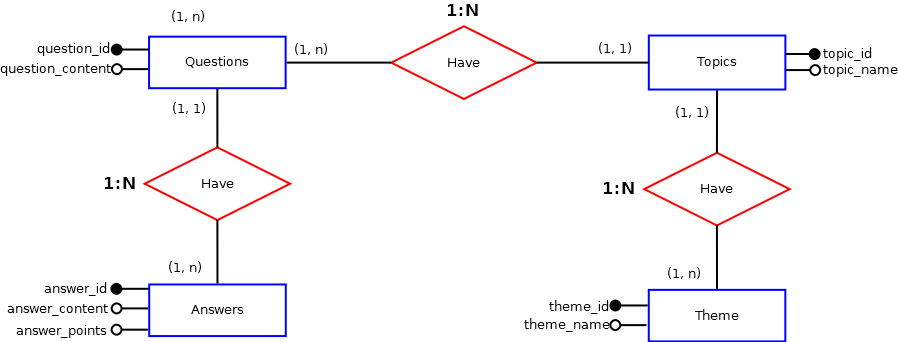 1:N
(1, n)
question_id
question_content
Questions
(1, n)
Have
(1, 1)
Topics
topic_id
topic_name
(1, 1)
(1, 1)
1:N
Have
1:N
Have
(1, n)
(1, n)
answer_id
answer_content
answer_points
Answers
theme_id
theme_name
Theme